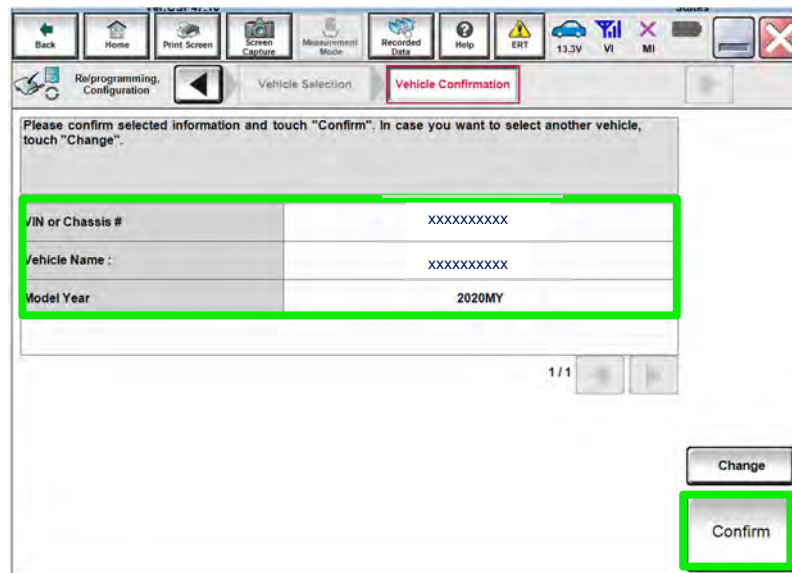 Back
Home
Print Screen
Screen Capture
Measurement Mode
Recorded Data
Help
ERT
13.3V
VI
MI
Re/programming, Configuration
Vehicle Selection
Vehicle Confirmation
Please confirm selected information and touch "Confirm". In case you want to select another vehicle,
touch "Change".
VIN or Chassis #
xxxxxxxxxx
Vehicle Name :
xxxxxxxxxx
Model Year
2020MY
1/1
Change
Confirm